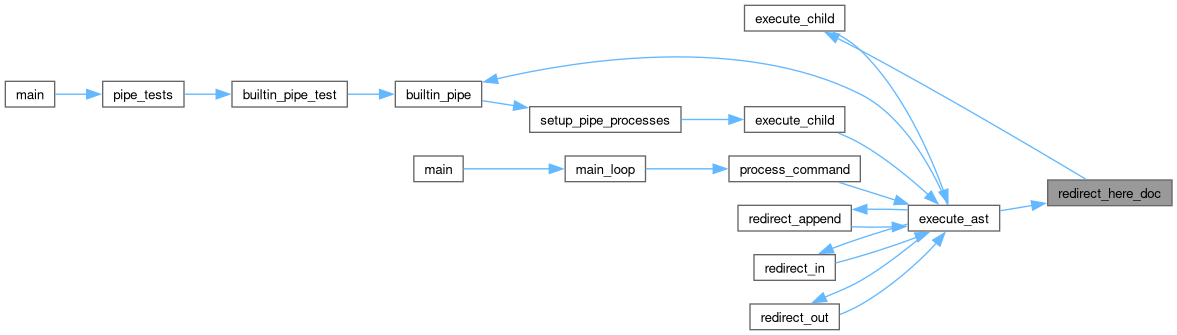 execute_child
main
pipe_tests
builtin_pipe_test
builtin_pipe
setup_pipe_processes
execute_child
main
main_loop
process_command
redirect_here_doc
redirect_append
execute_ast
redirect_in
redirect_out